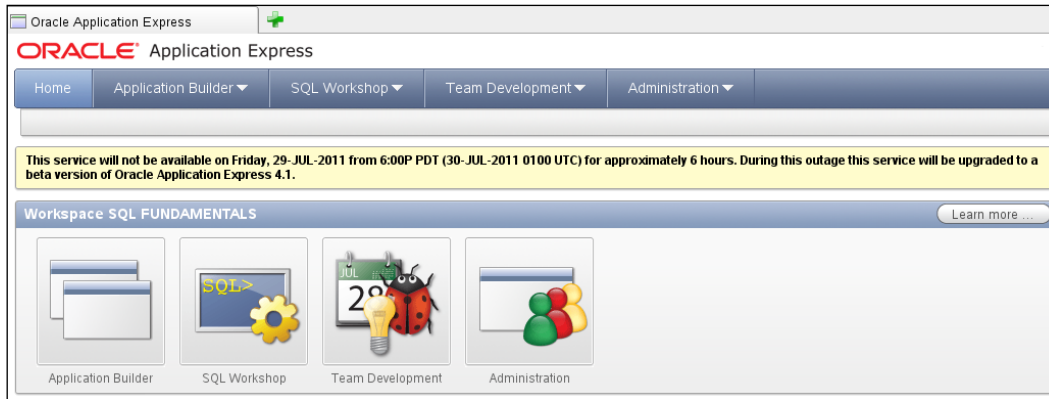 Oracle Application Express
ORACLE Application Express
Home Application Builder SQL Workshop Team Development Administration
This service will not be available on Friday, 29-JUL-2011 from 6:00P PDT (30-JUL-2011 0100 UTC) for approximately 6 hours. During this outage this service will be upgraded to a
beta version of Oracle Application Express 4.1.
Workspace SQL FUNDAMENTALS Learn more ...
SQL>
JUL
28
Application Builder SQL Workshop Team Development Administration